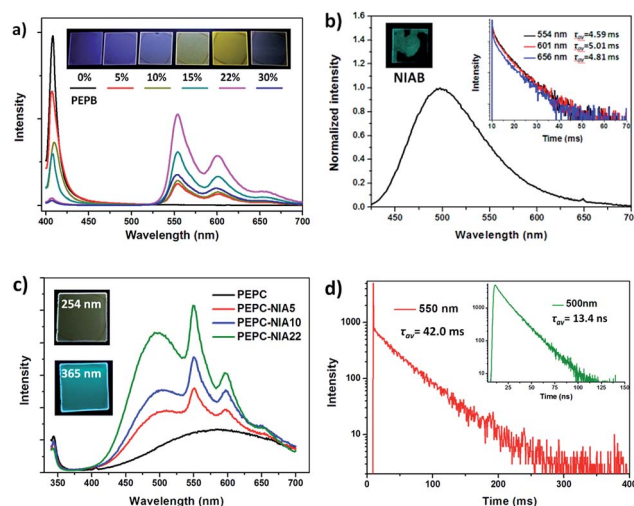 a)
0% 5% 10% 15% 22% 30%
PEPB
Intensity
400 450 500 550 600 650 700
Wavelength (nm)
b)
NIAB
1.6
1.4
1.2
1.0
0.8
0.6
0.4
0.2
0.0
Normalized intensity
450 500 550 600 650 700
Wavelength (nm)
554 nm τav=4.59 ms
601 nm τav=5.01 ms
656 nm τav=4.81 ms
Intensity
10 20 30 40 50 60 70
Time (ms)
c)
254 nm
365 nm
PEPC
PEPC-NIA5
PEPC-NIA10
PEPC-NIA22
Intensity
350 400 450 500 550 600 650 700
Wavelength (nm)
d)
1000
100
10
Intensity
550 nm
τav= 42.0 ms
0 100 200 300 400
Time (ms)
500nm
τav = 13.4 ns
1000
100
10
Intensity
25 50 75 100 125 150
Time (ns)